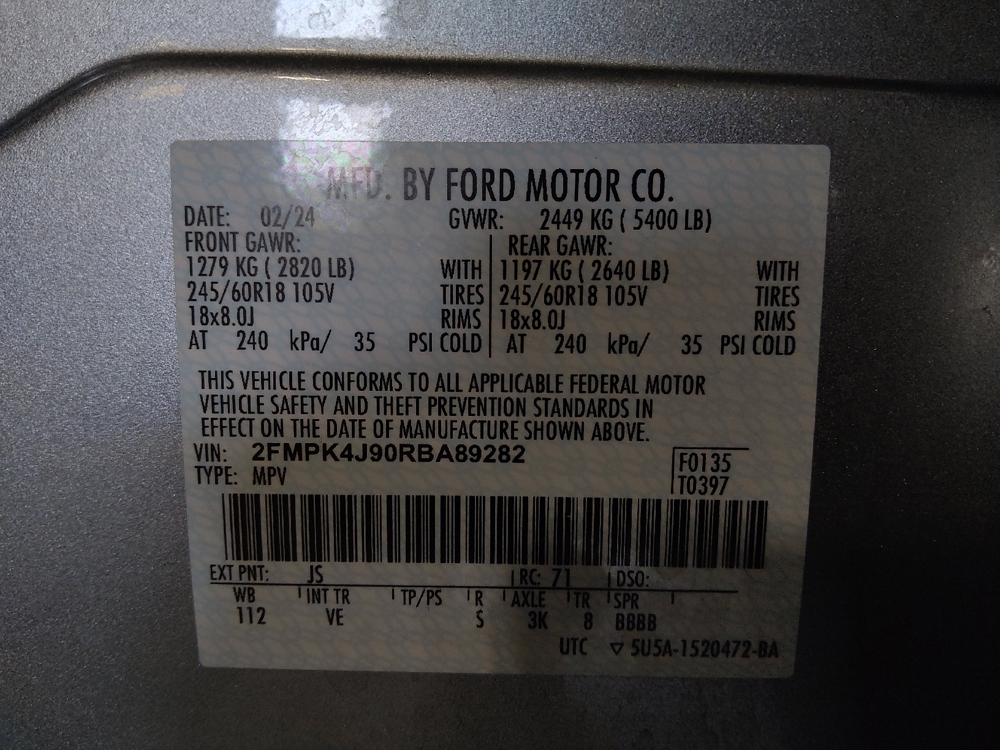 MFD. BY FORD MOTOR CO.
DATE: 02/24 GVWR: 2449 KG ( 5400 LB)
FRONT GAWR: REAR GAWR:
1279 KG ( 2820 LB) WITH 1197 KG ( 2640 LB) WITH
245/60R18 105V TIRES 245/60R18 105V TIRES
18x8.0J RIMS 18x8.0J RIMS
AT 240 kPa/ 35 PSI COLD AT 240 kPa/ 35 PSI COLD
THIS VEHICLE CONFORMS TO ALL APPLICABLE FEDERAL MOTOR
VEHICLE SAFETY AND THEFT PREVENTION STANDARDS IN
EFFECT ON THE DATE OF MANUFACTURE SHOWN ABOVE.
VIN: 2FMPK4J90RBA89282 F0135
TYPE: MPV T0397
EXT PNT: JS RC: 71 DSO:
WB INT TR TP/PS R AXLE TR SPR
112 VE S 3K 8 BBBB
UTC ▽ 5U5A-1520472-BA